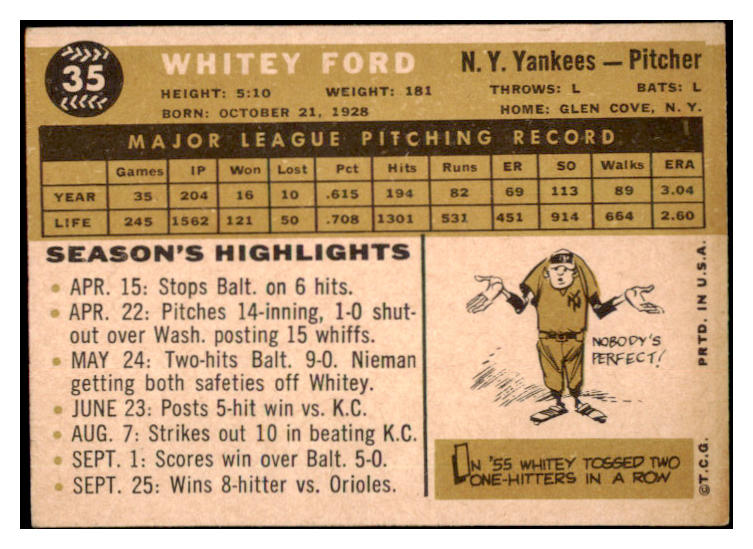 35
WHITEY FORD
N. Y. Yankees — Pitcher
HEIGHT: 5:10 WEIGHT: 181 THROWS: L BATS: L
BORN: OCTOBER 21, 1928 HOME: GLEN COVE, N. Y.
MAJOR LEAGUE PITCHING RECORD
Games IP Won Lost Pct Hits Runs ER SO Walks ERA
YEAR 35 204 16 10 .615 194 82 69 113 89 3.04
LIFE 245 1562 121 50 .708 1301 531 451 914 664 2.60
SEASON'S HIGHLIGHTS
• APR. 15: Stops Balt. on 6 hits.
• APR. 22: Pitches 14-inning, 1-0 shut-
out over Wash. posting 15 whiffs.
• MAY 24: Two-hits Balt. 9-0. Nieman
getting both safeties off Whitey.
• JUNE 23: Posts 5-hit win vs. K.C.
• AUG. 7: Strikes out 10 in beating K.C.
• SEPT. 1: Scores win over Balt. 5-0.
• SEPT. 25: Wins 8-hitter vs. Orioles.
NY
NOBODY'S
PERFECT!
IN '55 WHITEY TOSSED TWO
ONE-HITTERS IN A ROW
©T.C.G. PRTD. IN U.S.A.